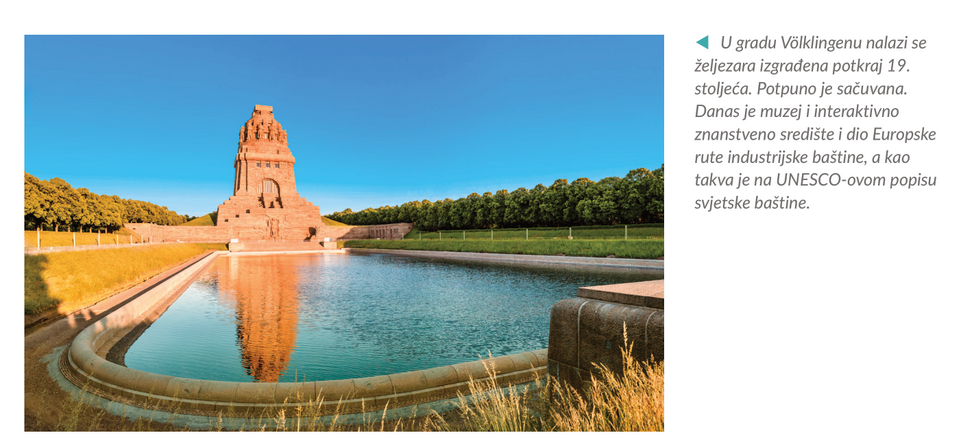 U gradu Völklingenu nalazi se
željezara izgrađena potkraj 19.
stoljeća. Potpuno je sačuvana.
Danas je muzej i interaktivno
znanstveno središte i dio Europske
rute industrijske baštine, a kao
takva je na UNESCO-ovom popisu
svjetske baštine.